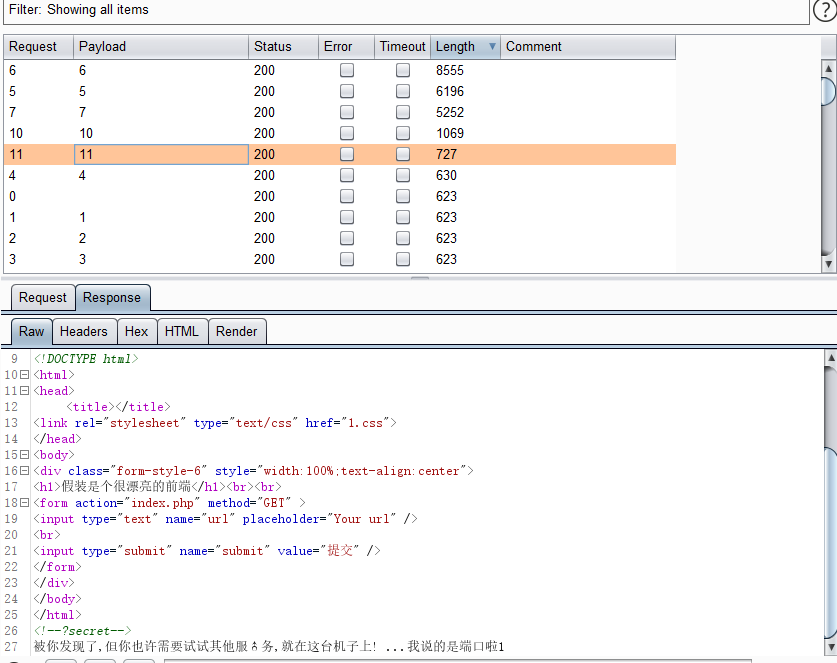 Filter: Showing all items
?
Request Payload Status Error Timeout Length Comment
6 6 200 8555
5 5 200 6196
7 7 200 5252
10 10 200 1069
11 11 200 727
4 4 200 630
0 200 623
1 1 200 623
2 2 200 623
3 3 200 623
Request Response
Raw Headers Hex HTML Render
9 <!DOCTYPE html>
10 <html>
11 <head>
12 <title></title>
13 <link rel="stylesheet" type="text/css" href="1.css">
14 </head>
15 <body>
16 <div class="form-style-6" style="width:100%;text-align:center">
17 <h1>假装是个很漂亮的前端</h1><br><br>
18 <form action="index.php" method="GET" >
19 <input type="text" name="url" placeholder="Your url" />
20 <br>
21 <input type="submit" name="submit" value="提交" />
22 </form>
23 </div>
24 </body>
25 </html>
26 <!--?secret-->
27 被你发现了,但你也许需要试试其他服务,就在这台机子上! ...我说的是端口啦1